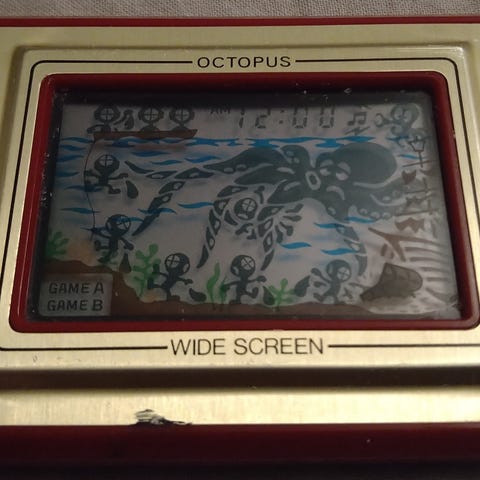 OCTOPUS
AM 12:00
GAME A
GAME B
WIDE SCREEN